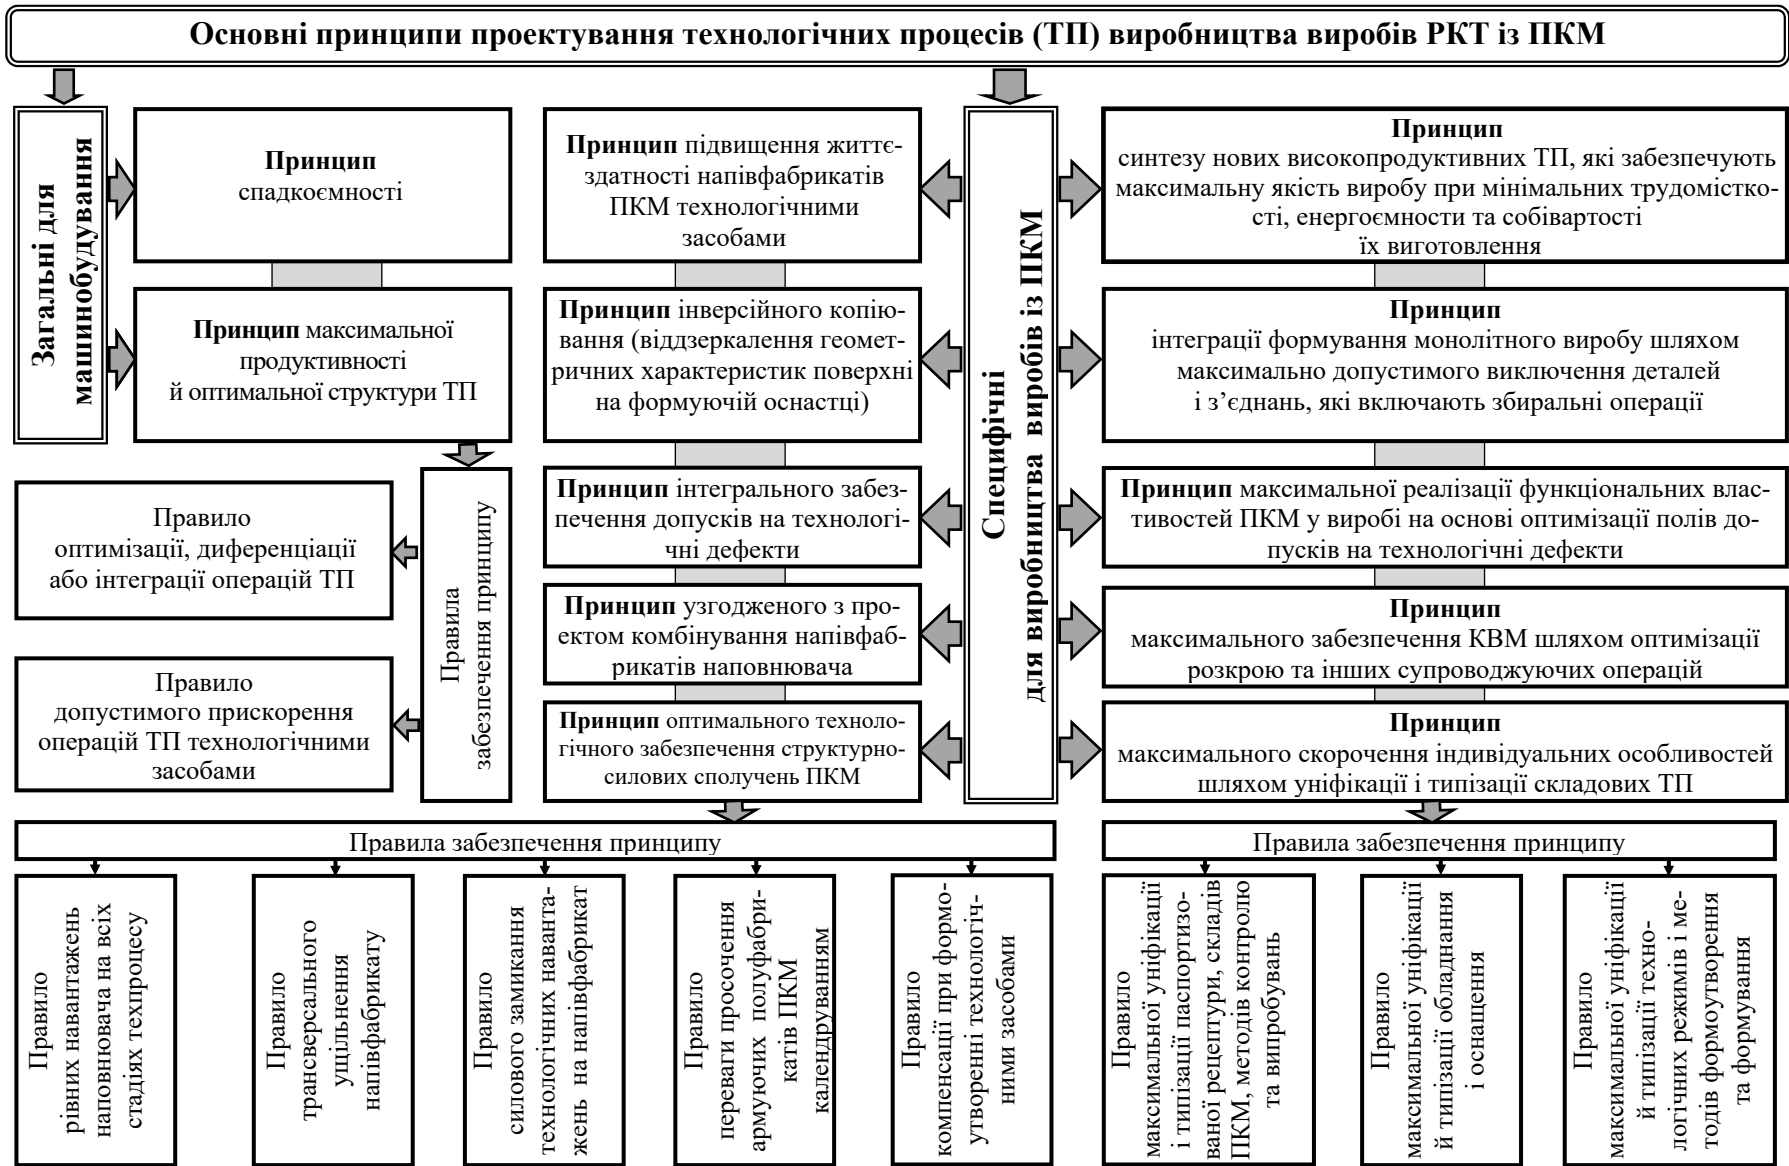 Основні принципи проектування технологічних процесів (ТП) виробництва виробів РКТ із ПКМ
Загальні для
машинобудування
Принцип
спадкоємності
Принцип максимальної
продуктивності
й оптимальної структури ТП
Правила
забезпечення принципу
Правило
оптимізації, диференціації
або інтеграції операцій ТП
Правило
допустимого прискорення
операцій ТП технологічними
засобами
Принцип підвищення життє-
здатності напівфабрикатів
ПКМ технологічними
засобами
Принцип інверсійного копію-
вання (віддзеркалення геомет-
ричних характеристик поверхні
на формуючій оснастці)
Принцип інтегрального забез-
печення допусків на технологі-
чні дефекти
Принцип узгодженого з про-
ектом комбінування напівфаб-
рикатів наповнювача
Принцип оптимального техноло-
гічного забезпечення структурно-
силових сполучень ПКМ
Специфічні
для виробництва виробів із ПКМ
Принцип
синтезу нових високопродуктивних ТП, які забезпечують
максимальну якість виробу при мінімальних трудомістко-
сті, енергоємности та собівартості
їх виготовлення
Принцип
інтеграції формування монолітного виробу шляхом
максимально допустимого виключення деталей
і з’єднань, які включають збиральні операції
Принцип максимальної реалізації функціональних влас-
тивостей ПКМ у виробі на основі оптимізації полів до-
пусків на технологічні дефекти
Принцип
максимального забезпечення КВМ шляхом оптимізації
розкрою та інших супроводжуючих операцій
Принцип
максимального скорочення індивідуальних особливостей
шляхом уніфікації і типізації складових ТП
Правила забезпечення принципу
Правило
рівних навантажень
наповнювача на всіх
стадіях техпроцесу
Правило
трансверсального
ущільнення
напівфабрикату
Правило
силового замикання
технологічних наванта-
жень на напівфабрикат
Правило
переваги просочення
армуючих полуфабри-
катів ПКМ
календруванням
Правило
компенсації при формо-
утворенні технологіч-
ними засобами
Правила забезпечення принципу
Правило
максимальної уніфікації
і типізації паспортизо-
ваної рецептури, складів
ПКМ, методів контролю
та випробувань
Правило
максимальної уніфікації
й типізації обладнання
і оснащення
Правило
максимальної уніфікації
й типізації техно-
логічних режимів і ме-
тодів формоутворення
та формування